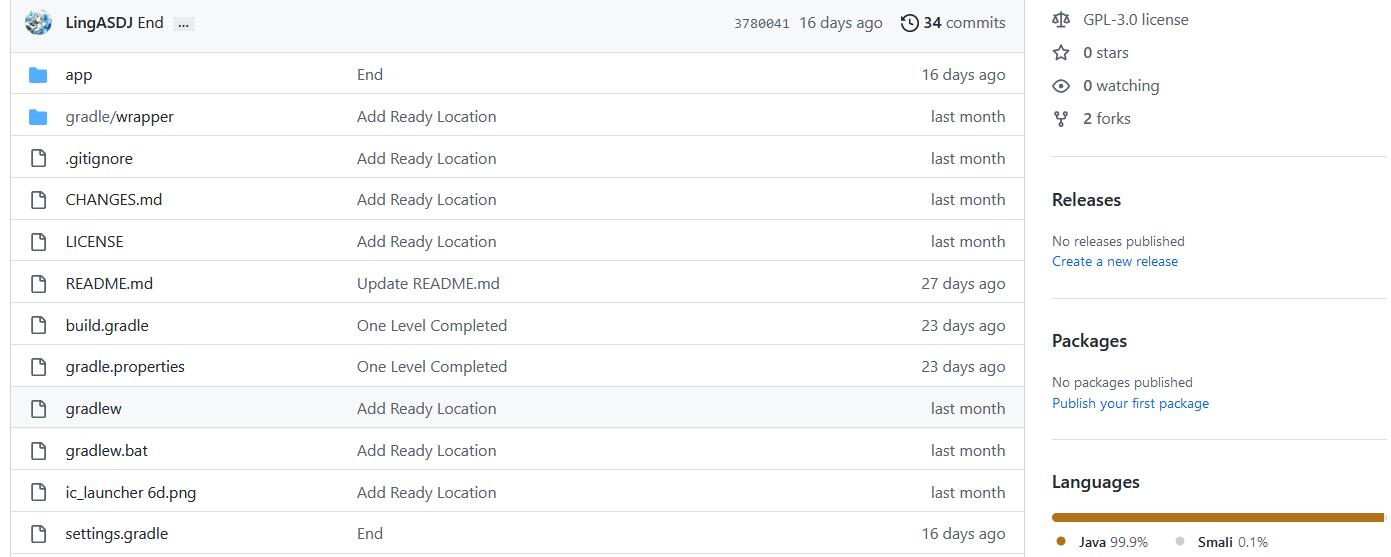 LingASDJ End ... 3780041 16 days ago 34 commits
app End 16 days ago
gradle/wrapper Add Ready Location last month
.gitignore Add Ready Location last month
CHANGES.md Add Ready Location last month
LICENSE Add Ready Location last month
README.md Update README.md 27 days ago
build.gradle One Level Completed 23 days ago
gradle.properties One Level Completed 23 days ago
gradlew Add Ready Location last month
gradlew.bat Add Ready Location last month
ic_launcher 6d.png Add Ready Location last month
settings.gradle End 16 days ago
GPL-3.0 license
0 stars
0 watching
2 forks
Releases
No releases published
Create a new release
Packages
No packages published
Publish your first package
Languages
Java 99.9% Smali 0.1%